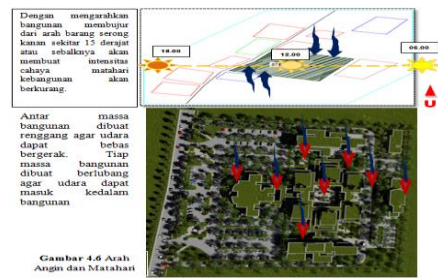 Dengan mengarahkan
bangunan membujur
dari arah barang serong
kanan sekitar 15 derajat
atau sebalknya akan
membuat intensitas
cahaya matahari
kebangunan akan
berkurang.
18.00
12.00
06.00
U
Antar massa
bangunan dibuat
renggang agar udara
dapat bebas
bergerak. Tiap
massa bangunan
dibuat berlubang
agar udara dapat
masuk kedalam
bangunan
Gambar 4.6 Arah
Angin dan Matahari